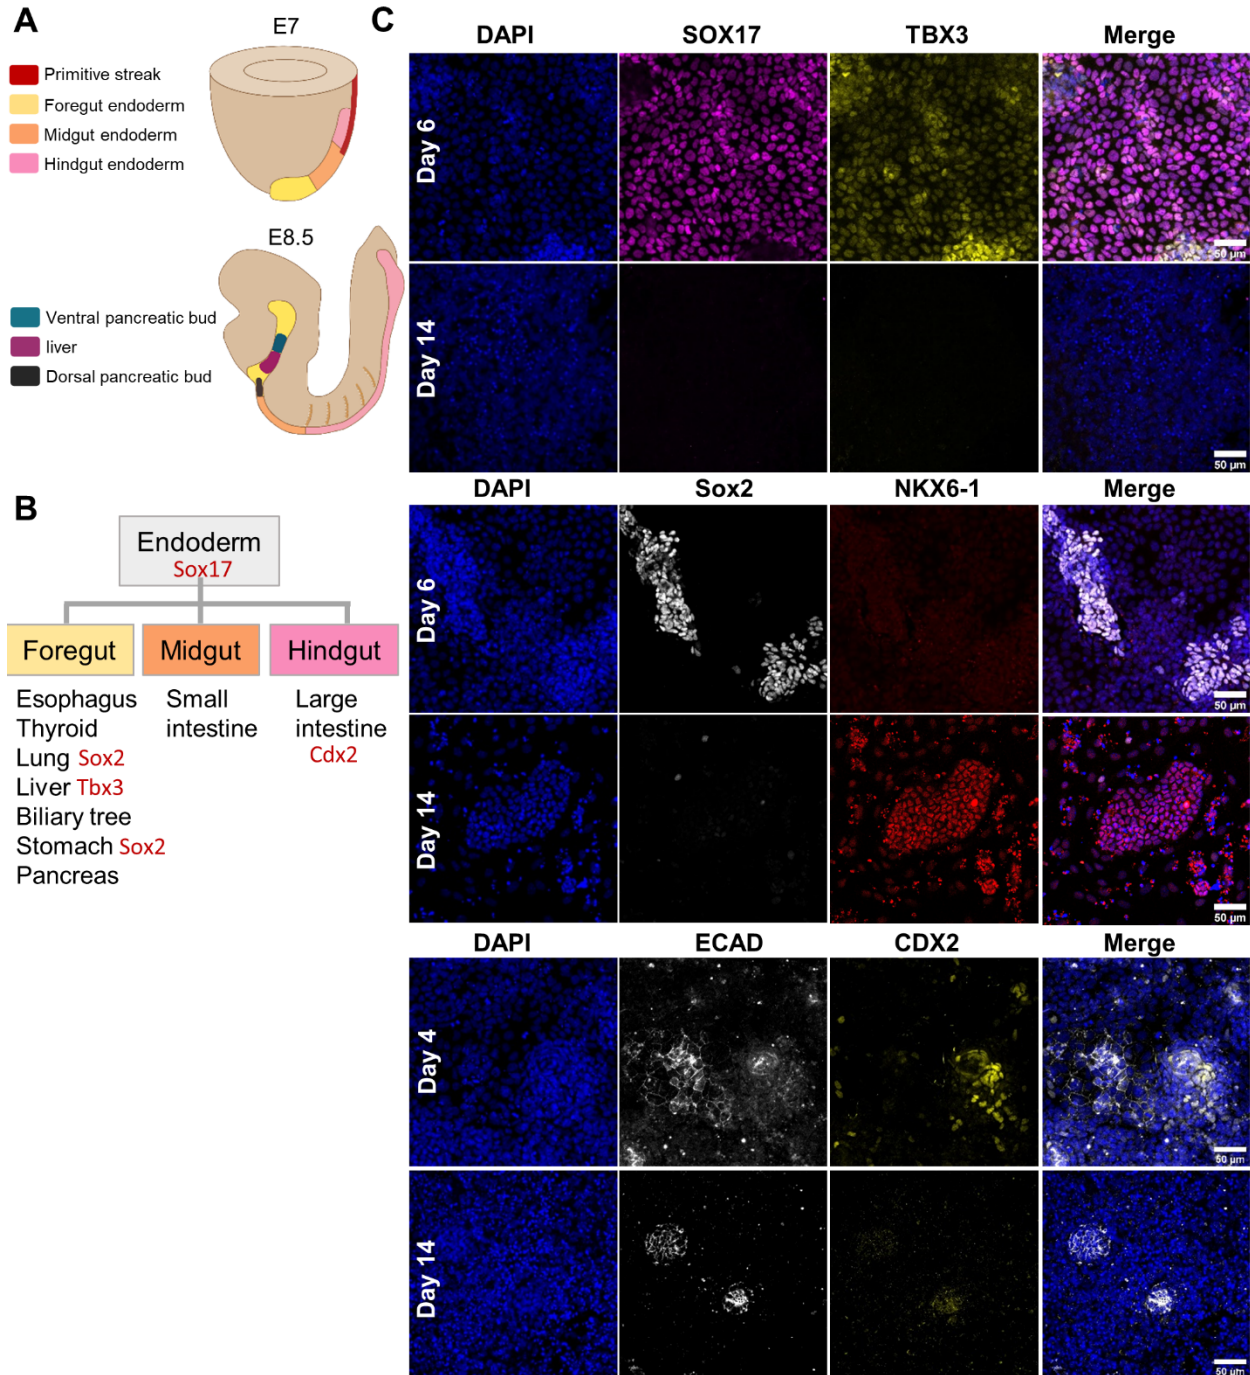 A
E7
Primitive streak
Foregut endoderm
Midgut endoderm
Hindgut endoderm
E8.5
Ventral pancreatic bud
liver
Dorsal pancreatic bud
B
Endoderm
Sox17
Foregut
Midgut
Hindgut
Esophagus
Thyroid
Lung Sox2
Liver Tbx3
Biliary tree
Stomach Sox2
Pancreas
Small
intestine
Large
intestine
Cdx2
C
DAPI SOX17 TBX3 Merge
Day 6
50 µm
Day 14
50 µm
DAPI Sox2 NKX6-1 Merge
Day 6
50 µm
Day 14
50 µm
DAPI ECAD CDX2 Merge
Day 4
50 µm
Day 14
50 µm